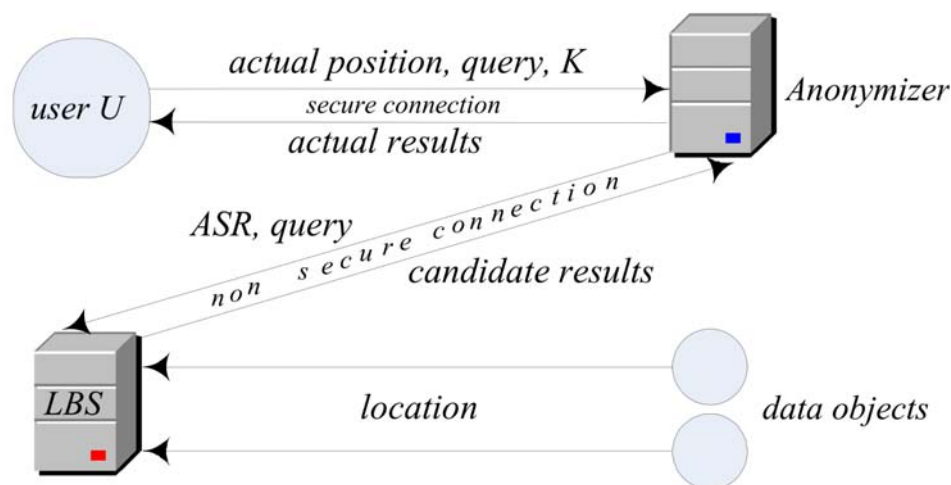 actual position, query, K
user U
secure connection
Anonymizer
actual results
ASR, query
non secure connection
candidate results
LBS
location
data objects